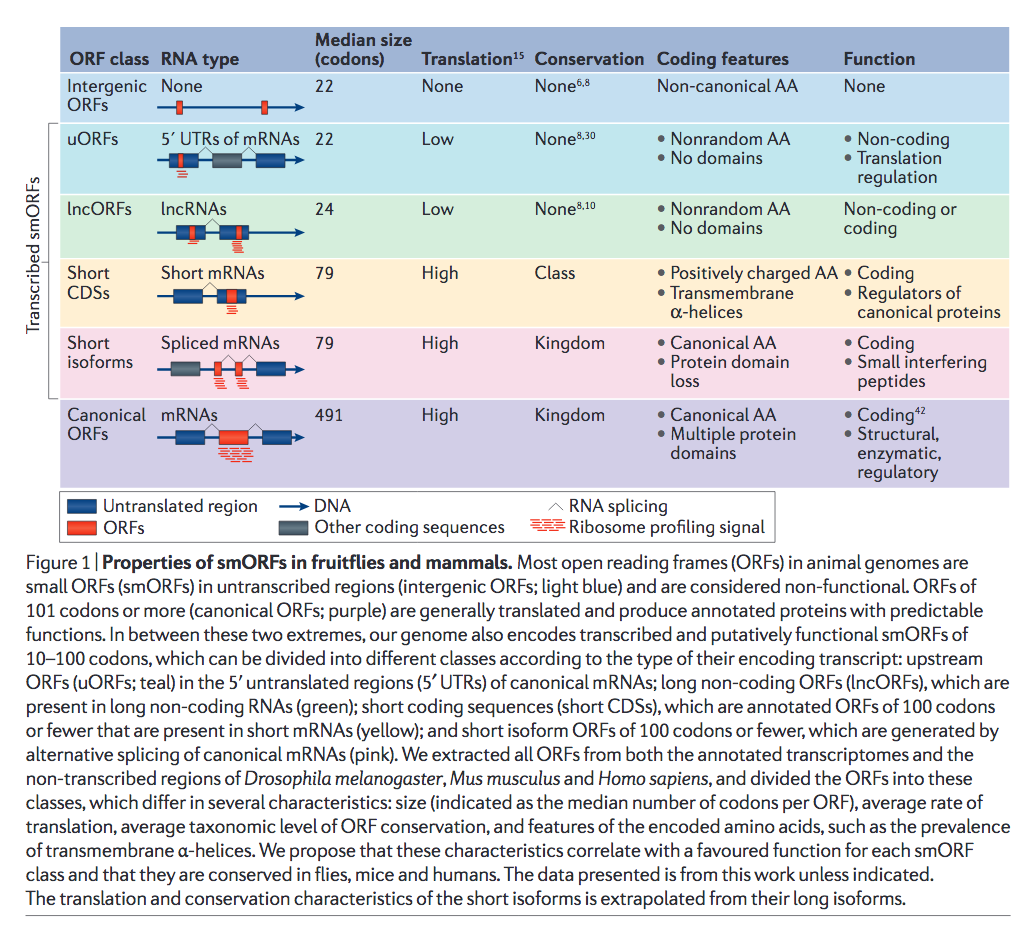 ORF class RNA type Median size (codons) Translation15 Conservation Coding features Function
Intergenic ORFs None 22 None None6,8 Non-canonical AA None
Transcribed smORFs
uORFs 5′ UTRs of mRNAs 22 Low None8,30 • Nonrandom AA • No domains • Non-coding • Translation regulation
lncORFs lncRNAs 24 Low None8,10 • Nonrandom AA • No domains Non-coding or coding
Short CDSs Short mRNAs 79 High Class • Positively charged AA • Transmembrane α-helices • Coding • Regulators of canonical proteins
Short isoforms Spliced mRNAs 79 High Kingdom • Canonical AA • Protein domain loss • Coding • Small interfering peptides
Canonical ORFs mRNAs 491 High Kingdom • Canonical AA • Multiple protein domains • Coding42 • Structural, enzymatic, regulatory
Untranslated region DNA RNA splicing
ORFs Other coding sequences Ribosome profiling signal
Figure 1 | Properties of smORFs in fruitflies and mammals. Most open reading frames (ORFs) in animal genomes are
small ORFs (smORFs) in untranscribed regions (intergenic ORFs; light blue) and are considered non-functional. ORFs of
101 codons or more (canonical ORFs; purple) are generally translated and produce annotated proteins with predictable
functions. In between these two extremes, our genome also encodes transcribed and putatively functional smORFs of
10–100 codons, which can be divided into different classes according to the type of their encoding transcript: upstream
ORFs (uORFs; teal) in the 5′ untranslated regions (5′ UTRs) of canonical mRNAs; long non-coding ORFs (lncORFs), which are
present in long non-coding RNAs (green); short coding sequences (short CDSs), which are annotated ORFs of 100 codons
or fewer that are present in short mRNAs (yellow); and short isoform ORFs of 100 codons or fewer, which are generated by
alternative splicing of canonical mRNAs (pink). We extracted all ORFs from both the annotated transcriptomes and the
non-transcribed regions of Drosophila melanogaster, Mus musculus and Homo sapiens, and divided the ORFs into these
classes, which differ in several characteristics: size (indicated as the median number of codons per ORF), average rate of
translation, average taxonomic level of ORF conservation, and features of the encoded amino acids, such as the prevalence
of transmembrane α-helices. We propose that these characteristics correlate with a favoured function for each smORF
class and that they are conserved in flies, mice and humans. The data presented is from this work unless indicated.
The translation and conservation characteristics of the short isoforms is extrapolated from their long isoforms.